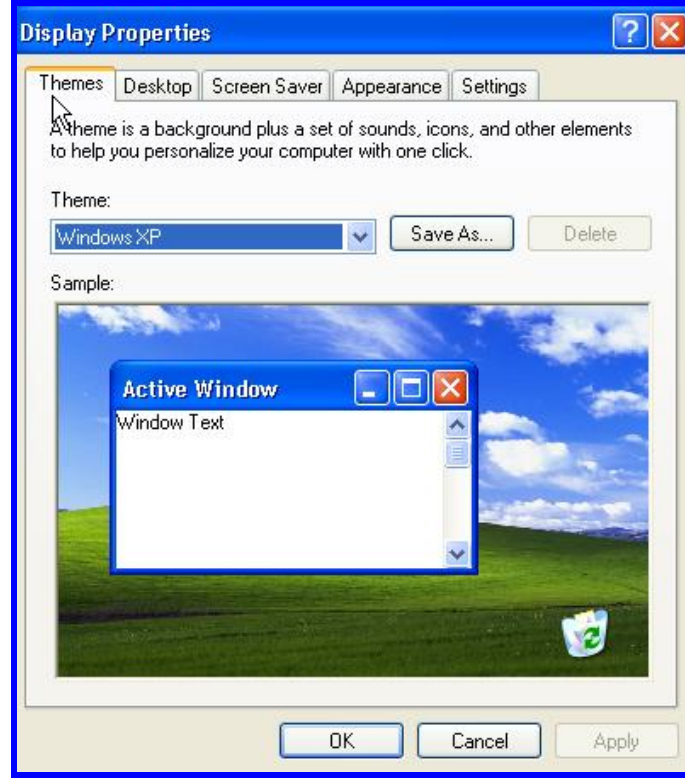 Display Properties
Themes Desktop Screen Saver Appearance Settings
A theme is a background plus a set of sounds, icons, and other elements
to help you personalize your computer with one click.
Theme:
Windows XP Save As... Delete
Sample:
Active Window
Window Text
OK Cancel Apply